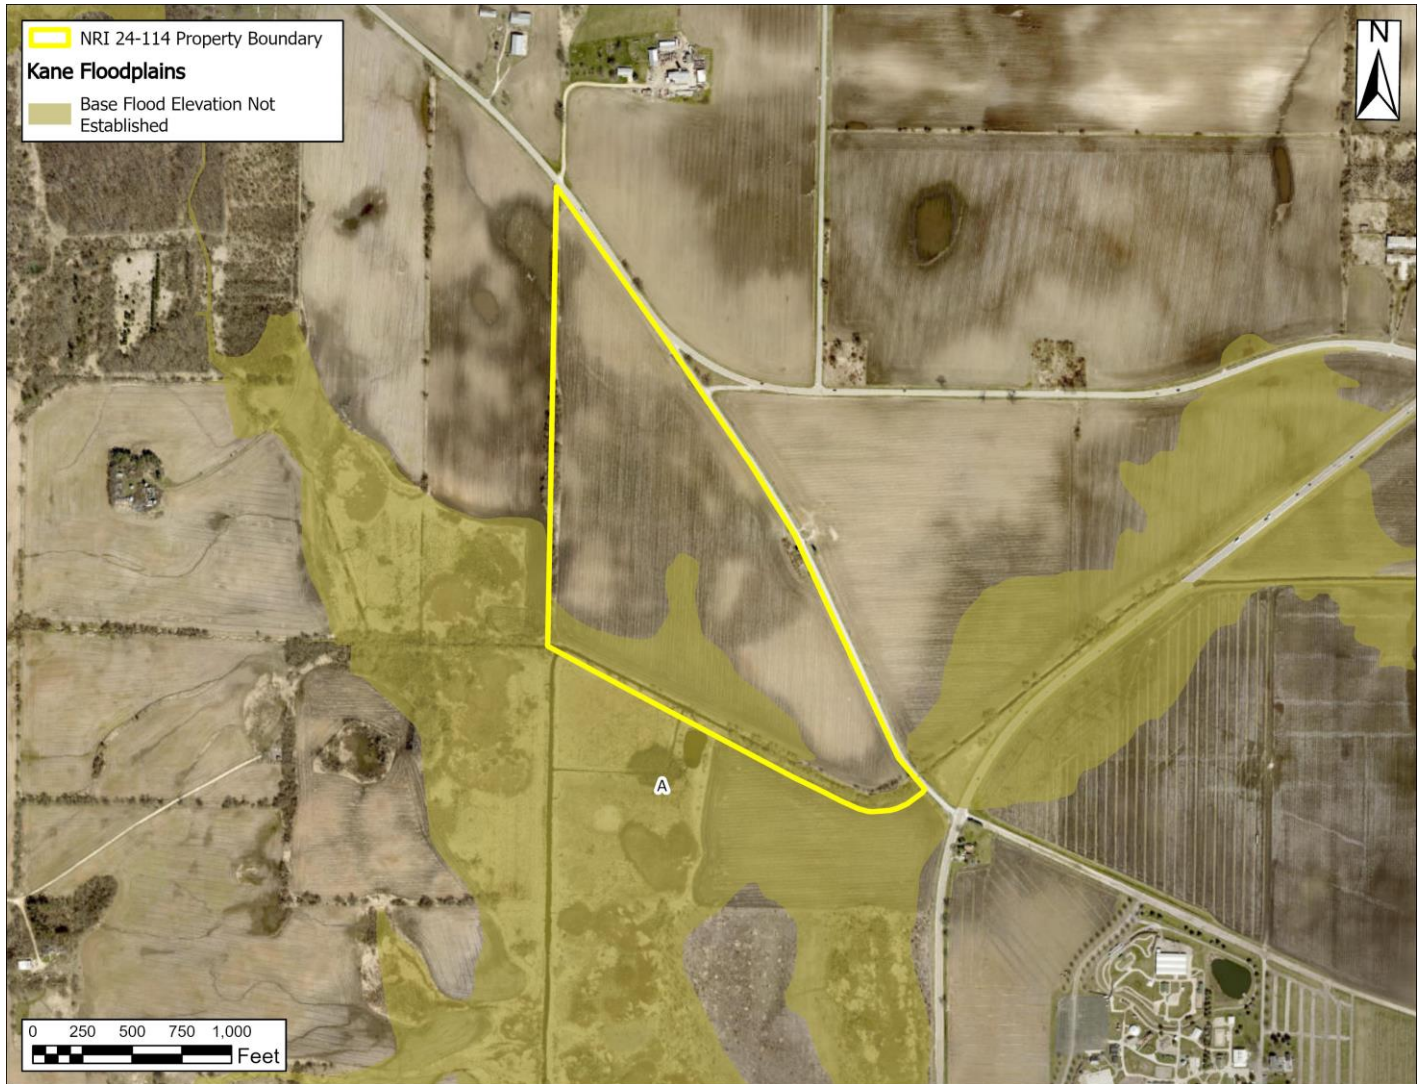 NRI 24-114 Property Boundary
Kane Floodplains
Base Flood Elevation Not
Established
N
A
0 250 500 750 1,000
Feet